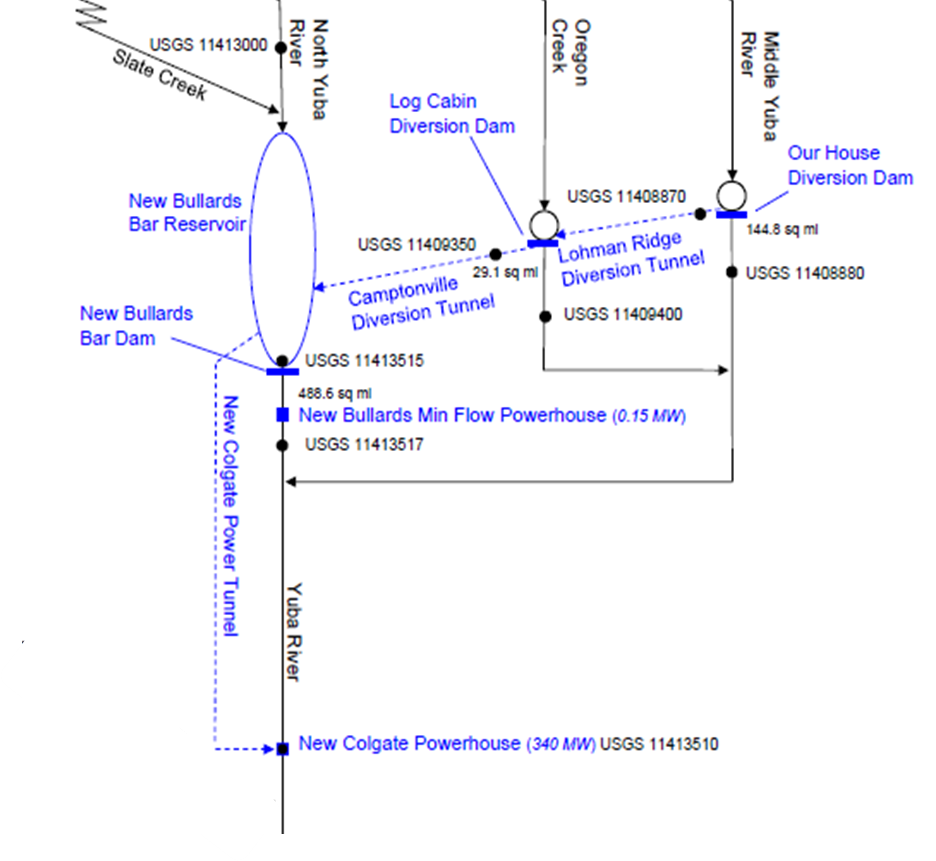 USGS 11413000
North Yuba
River
Slate Creek
Oregon
Creek
Middle Yuba
River
Log Cabin
Diversion Dam
Our House
Diversion Dam
New Bullards
Bar Reservoir
USGS 11408870
144.8 sq mi
USGS 11409350
29.1 sq mi
Lohman Ridge
Diversion Tunnel
USGS 11408880
Camptonville
Diversion Tunnel
USGS 11409400
New Bullards
Bar Dam
USGS 11413515
488.6 sq mi
New Bullards Min Flow Powerhouse (0.15 MW)
USGS 11413517
New Colgate Power Tunnel
Yuba River
New Colgate Powerhouse (340 MW) USGS 11413510